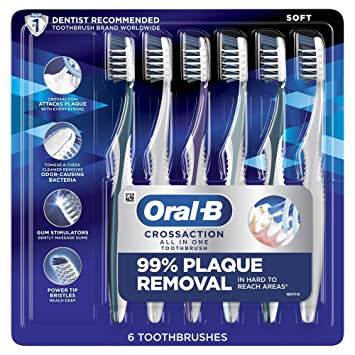 #1
DENTIST RECOMMENDED
TOOTHBRUSH BRAND WORLDWIDE
SOFT
CROSSACTION
ATTACKS PLAQUE
WITH EVERY STROKE
TONGUE & CHEEK
CLEANER REMOVES
ODOR-CAUSING
BACTERIA
GUM STIMULATORS
GENTLY MASSAGE GUMS
POWER TIP
BRISTLES
REACH DEEP
Oral-B
CROSSACTION
ALL IN ONE
TOOTHBRUSH
99% PLAQUE
REMOVAL
IN HARD TO
REACH AREAS*
6 TOOTHBRUSHES